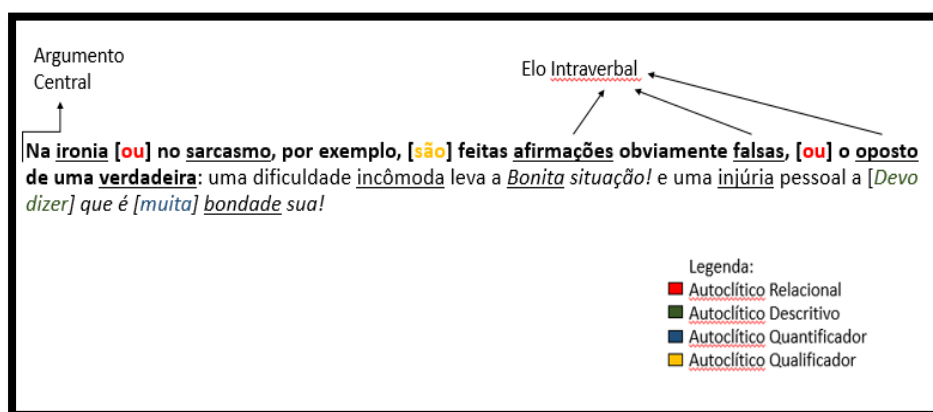 Argumento
Central
Elo Intraverbal
Na ironia [ou] no sarcasmo, por exemplo, [são] feitas afirmações obviamente falsas, [ou] o oposto
de uma verdadeira: uma dificuldade incômoda leva a Bonita situação! e uma injúria pessoal a [Devo
dizer] que é [muita] bondade sua!
Legenda:
Autoclítico Relacional
Autoclítico Descritivo
Autoclítico Quantificador
Autoclítico Qualificador